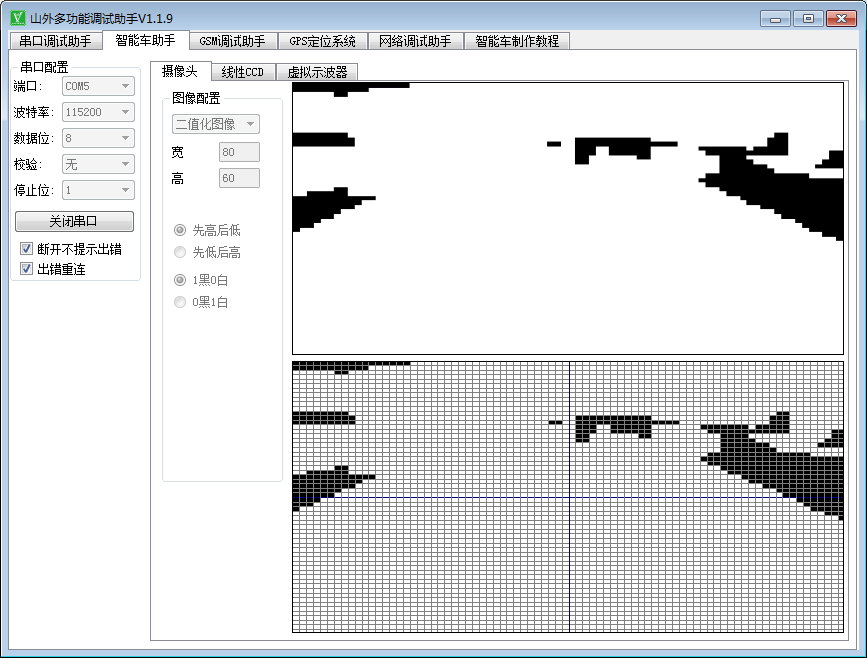 山外多功能调试助手V1.1.9
串口调试助手 智能车助手 GSM调试助手 GPS定位系统 网络调试助手 智能车制作教程
串口配置
端口: COM5
波特率: 115200
数据位: 8
校验: 无
停止位: 1
关闭串口
断开不提示出错
出错重连
摄像头 线性CCD 虚拟示波器
图像配置
二值化图像
宽 80
高 60
先高后低
先低后高
1黑0白
0黑1白